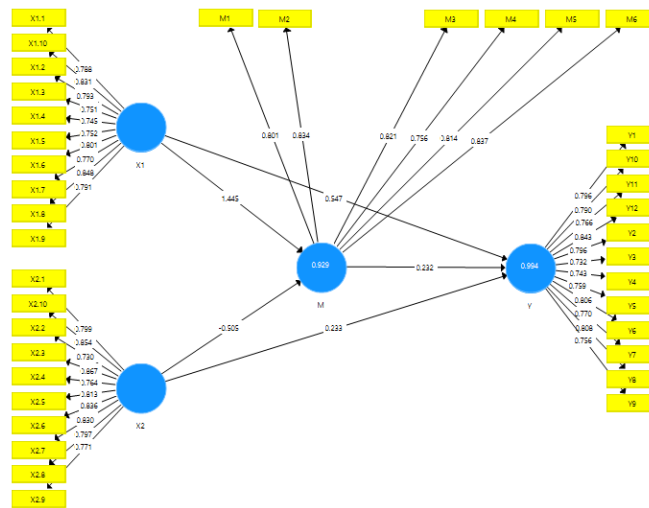 X1.1
X1.10
X1.2
X1.3
X1.4
X1.5
X1.6
X1.7
X1.8
X1.9
0.788
0.831
0.793
0.751
0.745
0.752
0.801
0.770
0.848
0.791
X1
M1
M2
M3
M4
M5
M6
0.801
0.834
0.821
0.756
0.814
0.837
1.445
0.547
0.929
M
0.232
-0.505
0.233
0.994
Y
Y1
Y10
Y11
Y12
Y2
Y3
Y4
Y5
Y6
Y7
Y8
Y9
0.796
0.790
0.766
0.843
0.796
0.732
0.743
0.759
0.806
0.770
0.808
0.756
X2.1
X2.10
X2.2
X2.3
X2.4
X2.5
X2.6
X2.7
X2.8
X2.9
0.799
0.854
0.730
0.867
0.764
0.813
0.836
0.830
0.797
0.771
X2